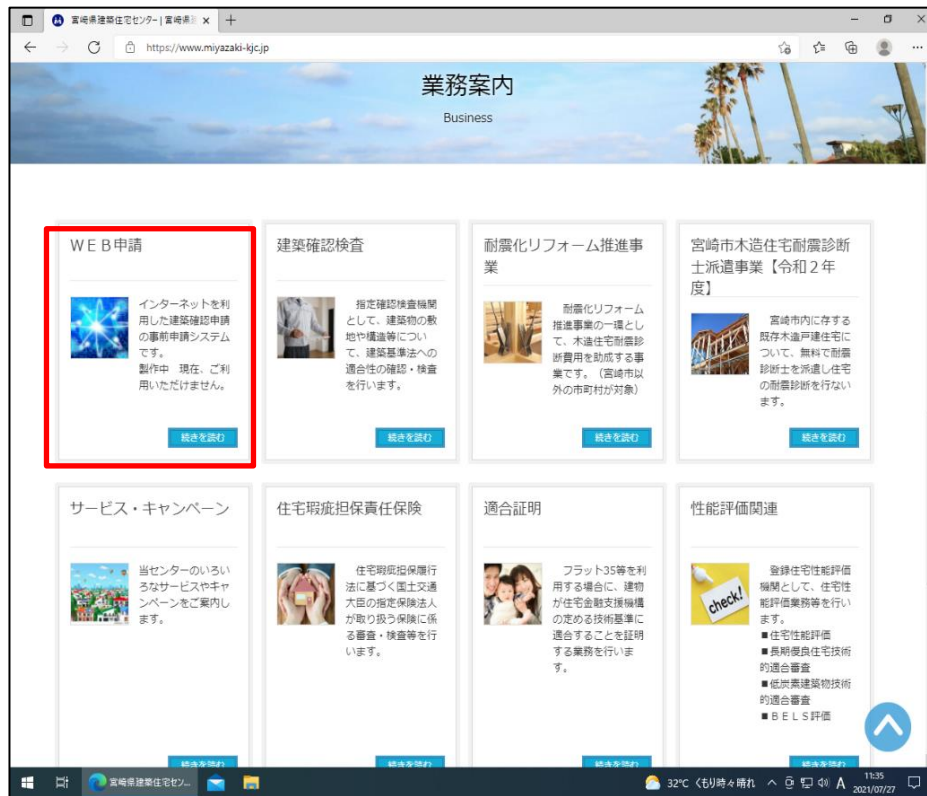 宮崎県建築住宅センター | 宮崎県
https://www.miyazaki-kjc.jp
業務案内
Business
ＷＥＢ申請
インターネットを利
用した建築確認申請
の事前申請システム
です。
製作中　現在、ご利
用いただけません。
続きを読む
建築確認検査
指定確認検査機関
として、建築物の敷
地や構造等につい
て、建築基準法への
適合性の確認・検査
を行います。
続きを読む
耐震化リフォーム推進事
業
耐震化リフォーム
推進事業の一環とし
て、木造住宅耐震診
断費用を助成する事
業です。（宮崎市以
外の市町村が対象）
続きを読む
宮崎市木造住宅耐震診断
士派遣事業【令和２年
度】
宮崎市内に存する
既存木造戸建住宅に
ついて、無料で耐震
診断士を派遣し住宅
の耐震診断を行ない
ます。
続きを読む
サービス・キャンペーン
当センターのいろい
ろなサービスやキャ
ンペーンをご案内し
ます。
続きを読む
住宅瑕疵担保責任保険
住宅瑕疵担保履行
法に基づく国土交通
大臣の指定保険法人
が取り扱う保険に係
る審査・検査等を行
います。
続きを読む
適合証明
フラット35等を利
用する場合に、建物
が住宅金融支援機構
の定める技術基準に
適合することを証明
する業務を行いま
す。
続きを読む
性能評価関連
check!
登録住宅性能評価
機関として、住宅性
能評価業務等を行い
ます。
■住宅性能評価
■長期優良住宅技術
的適合審査
■低炭素建築物技術
的適合審査
■ＢＥＬＳ評価
続きを読む
宮崎県建築住宅セン...
32℃ くもり時々晴れ
A
11:35
2021/07/27